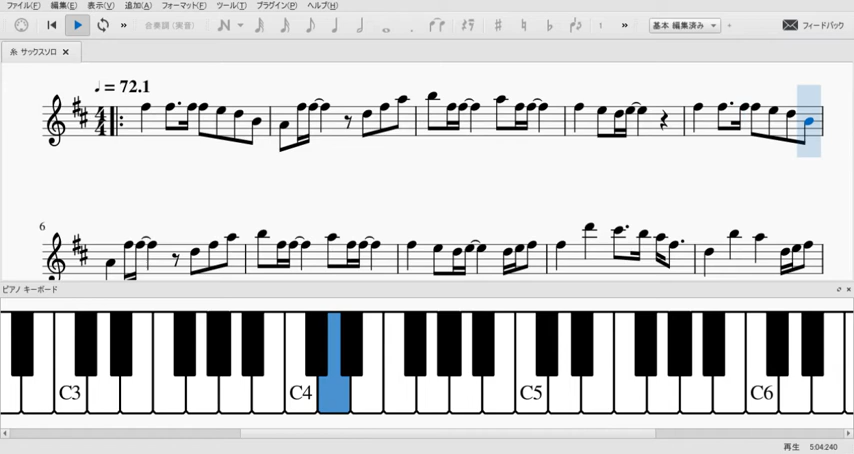 ファイル(F) 編集(E) 表示(V) 追加(A) フォーマット(F) ツール(T) プラグイン(P) ヘルプ(H)
合奏調(実音) 基本 編集済み フィードバック
糸 サックスソロ
= 72.1
4
4
6
ピアノ キーボード
C3 C4 C5 C6
再生 5:04:240